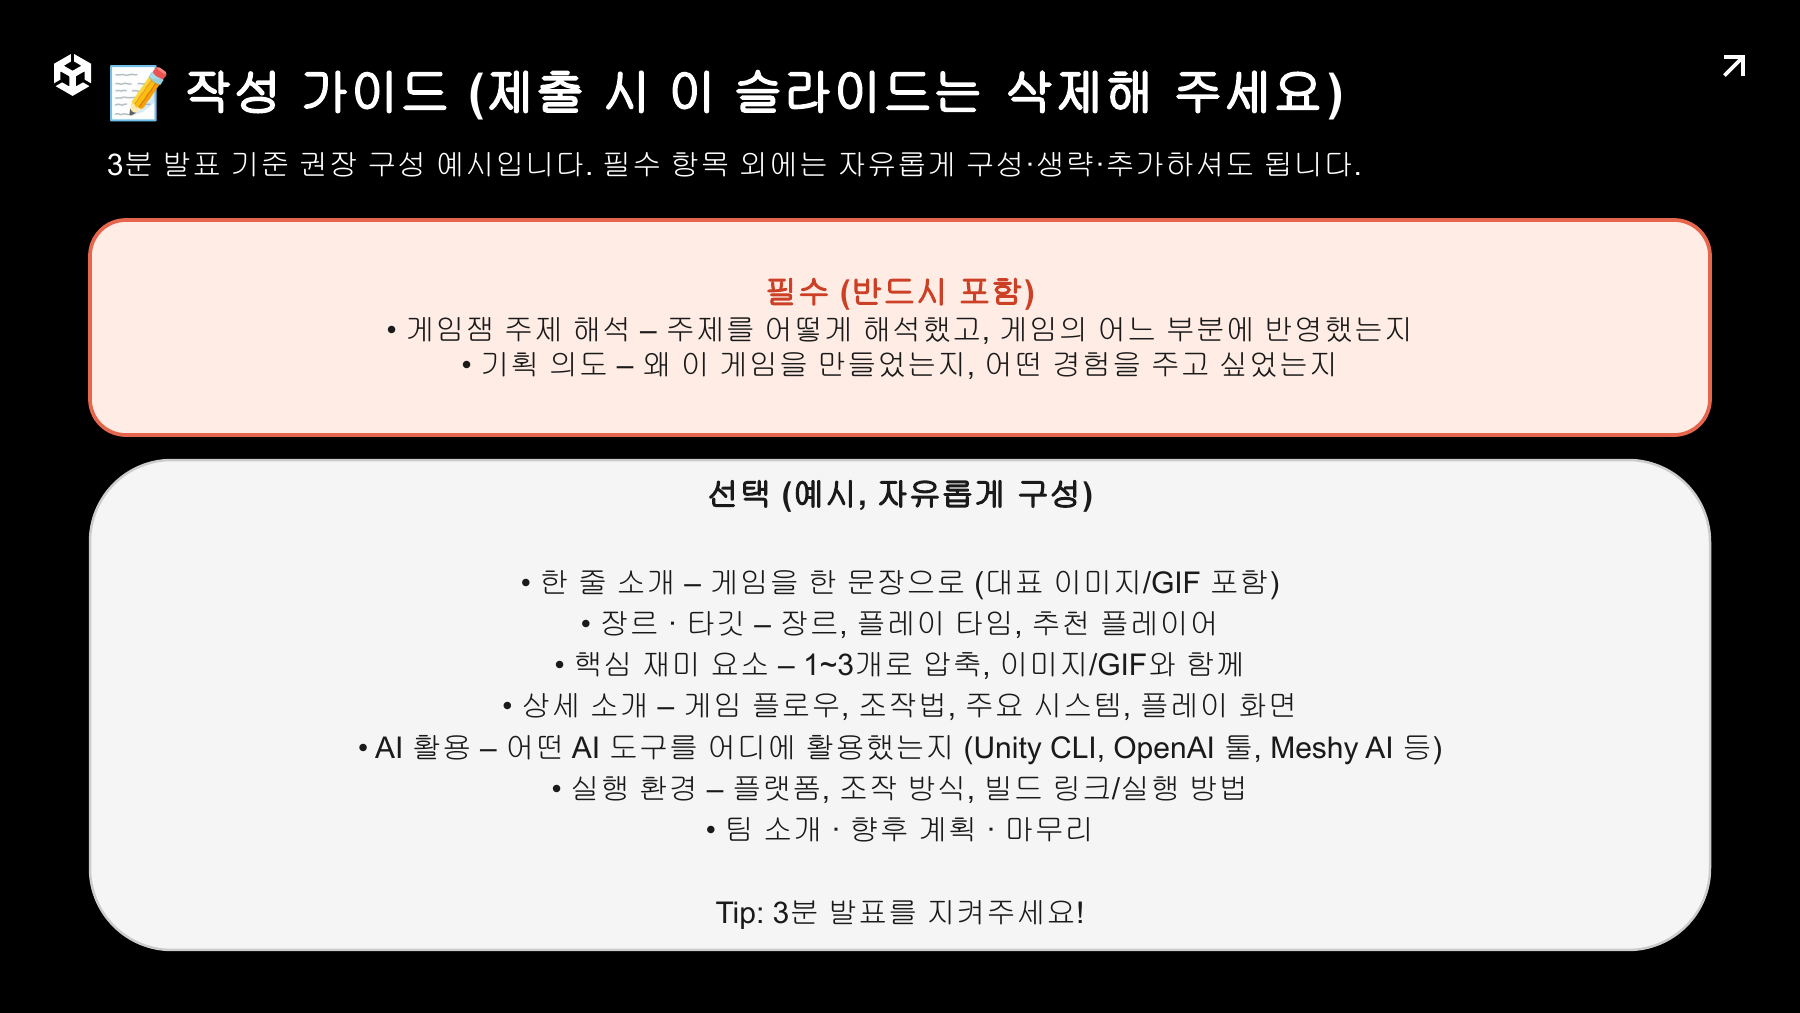 📝 작성 가이드 (제출 시 이 슬라이드는 삭제해 주세요)
3분 발표 기준 권장 구성 예시입니다. 필수 항목 외에는 자유롭게 구성·생략·추가하셔도 됩니다.
필수 (반드시 포함)
• 게임잼 주제 해석 – 주제를 어떻게 해석했고, 게임의 어느 부분에 반영했는지
• 기획 의도 – 왜 이 게임을 만들었는지, 어떤 경험을 주고 싶었는지
선택 (예시, 자유롭게 구성)
• 한 줄 소개 – 게임을 한 문장으로 (대표 이미지/GIF 포함)
• 장르 · 타깃 – 장르, 플레이 타임, 추천 플레이어
• 핵심 재미 요소 – 1~3개로 압축, 이미지/GIF와 함께
• 상세 소개 – 게임 플로우, 조작법, 주요 시스템, 플레이 화면
• AI 활용 – 어떤 AI 도구를 어디에 활용했는지 (Unity CLI, OpenAI 툴, Meshy AI 등)
• 실행 환경 – 플랫폼, 조작 방식, 빌드 링크/실행 방법
• 팀 소개 · 향후 계획 · 마무리
Tip: 3분 발표를 지켜주세요!